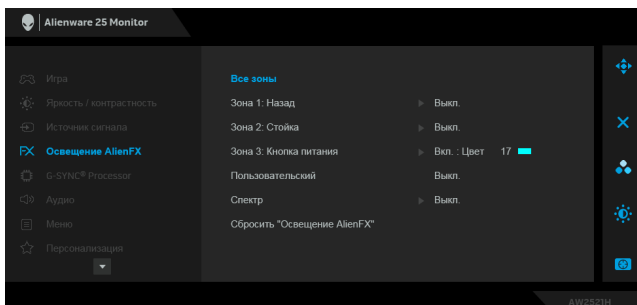 Alienware 25 Monitor
Игра
Яркость / контрастность
Источник сигнала
FX Освещение AlienFX
G-SYNC® Processor
Аудио
Меню
Персонализация
Все зоны
Зона 1: Назад Выкл.
Зона 2: Стойка Выкл.
Зона 3: Кнопка питания Вкл. : Цвет 17
Пользовательский Выкл.
Спектр Выкл.
Сбросить "Освещение AlienFX"
AW2521H